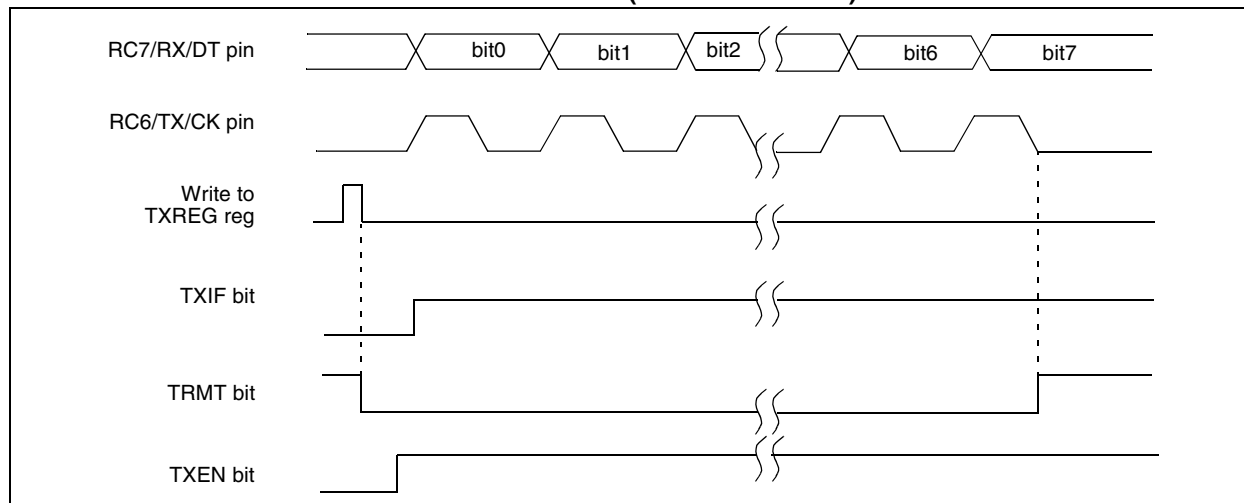 RC7/RX/DT pin
bit0 bit1 bit2 bit6 bit7
RC6/TX/CK pin
Write to
TXREG reg
TXIF bit
TRMT bit
TXEN bit